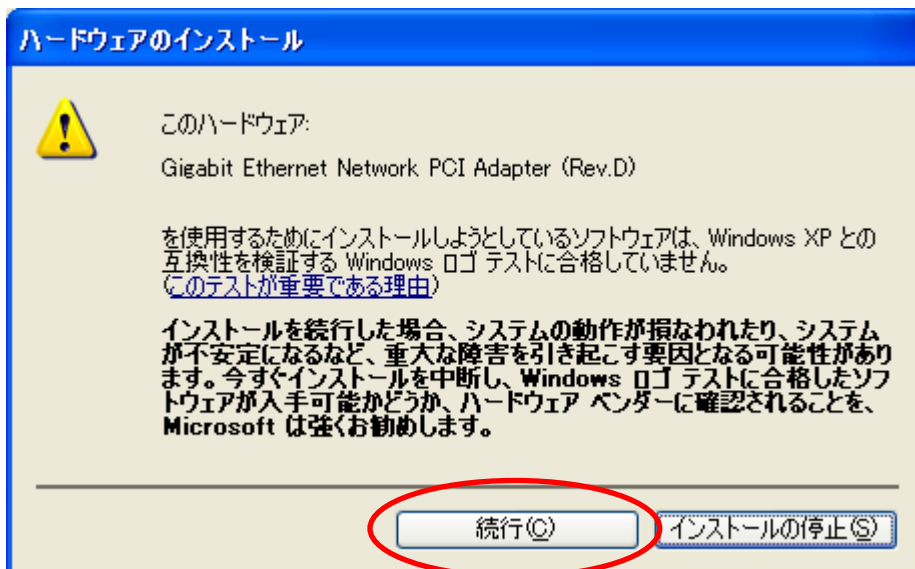 ハードウェアのインストール
このハードウェア:
Gigabit Ethernet Network PCI Adapter (Rev.D)
を使用するためにインストールしようとしているソフトウェアは、Windows XP との
互換性を検証する Windows ロゴ テストに合格していません。
(このテストが重要である理由)
インストールを続行した場合、システムの動作が損なわれたり、システム
が不安定になるなど、重大な障害を引き起こす要因となる可能性があり
ます。今すぐインストールを中断し、Windows ロゴ テストに合格したソフ
トウェアが入手可能かどうか、ハードウェア ベンダーに確認されることを、
Microsoft は強くお勧めします。
続行(C) インストールの停止(S)